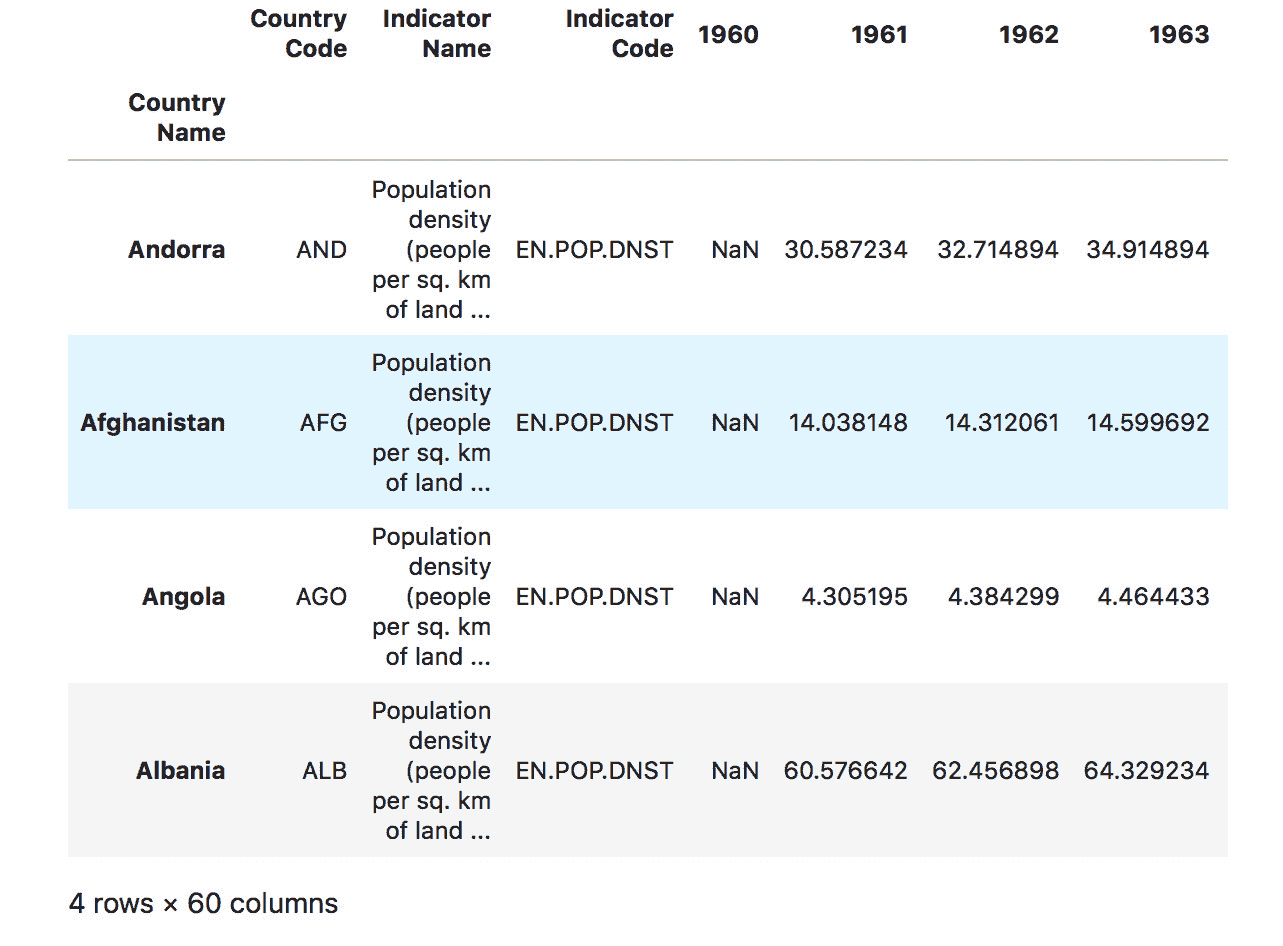 Country Code Indicator Name Indicator Code 1960 1961 1962 1963
Country Name
Andorra AND Population density (people per sq. km of land ... EN.POP.DNST NaN 30.587234 32.714894 34.914894
Afghanistan AFG Population density (people per sq. km of land ... EN.POP.DNST NaN 14.038148 14.312061 14.599692
Angola AGO Population density (people per sq. km of land ... EN.POP.DNST NaN 4.305195 4.384299 4.464433
Albania ALB Population density (people per sq. km of land ... EN.POP.DNST NaN 60.576642 62.456898 64.329234
4 rows × 60 columns